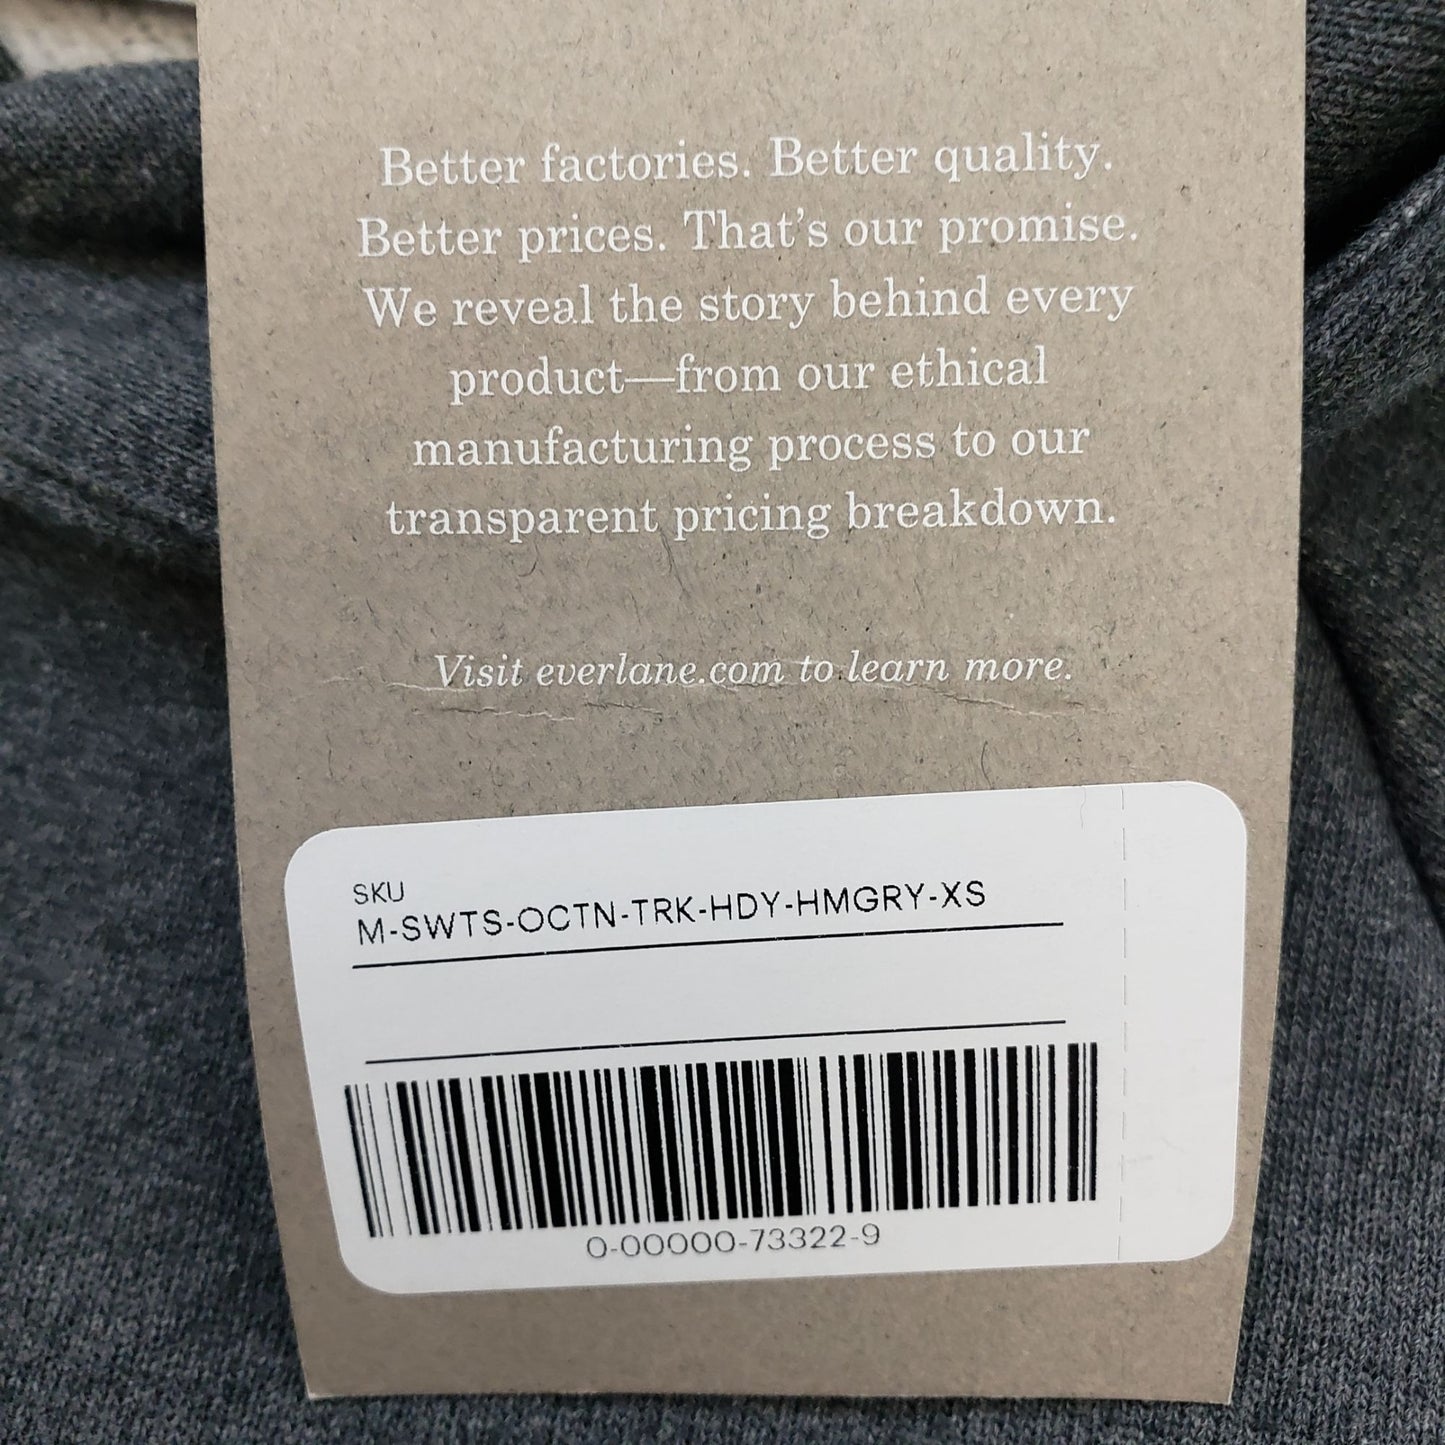 Better factories. Better quality.
Better prices. That's our promise.
We reveal the story behind every
product—from our ethical
manufacturing process to our
transparent pricing breakdown.
Visit everlane.com to learn more.
SKU
M-SWTS-OCTN-TRK-HDY-HMGRY-XS
0-00000-73322-9